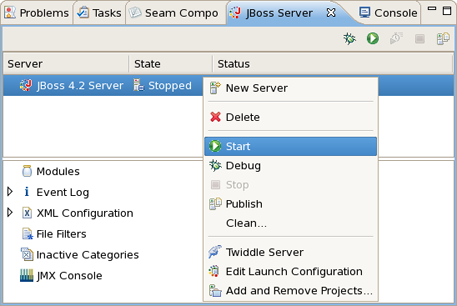 Problems Tasks Seam Compo JBoss Server Console
Server State Status
JBoss 4.2 Server Stopped
New Server
Delete
Start
Debug
Stop
Publish
Clean...
Twiddle Server
Edit Launch Configuration
Add and Remove Projects...
Modules
Event Log
XML Configuration
File Filters
Inactive Categories
JMX Console